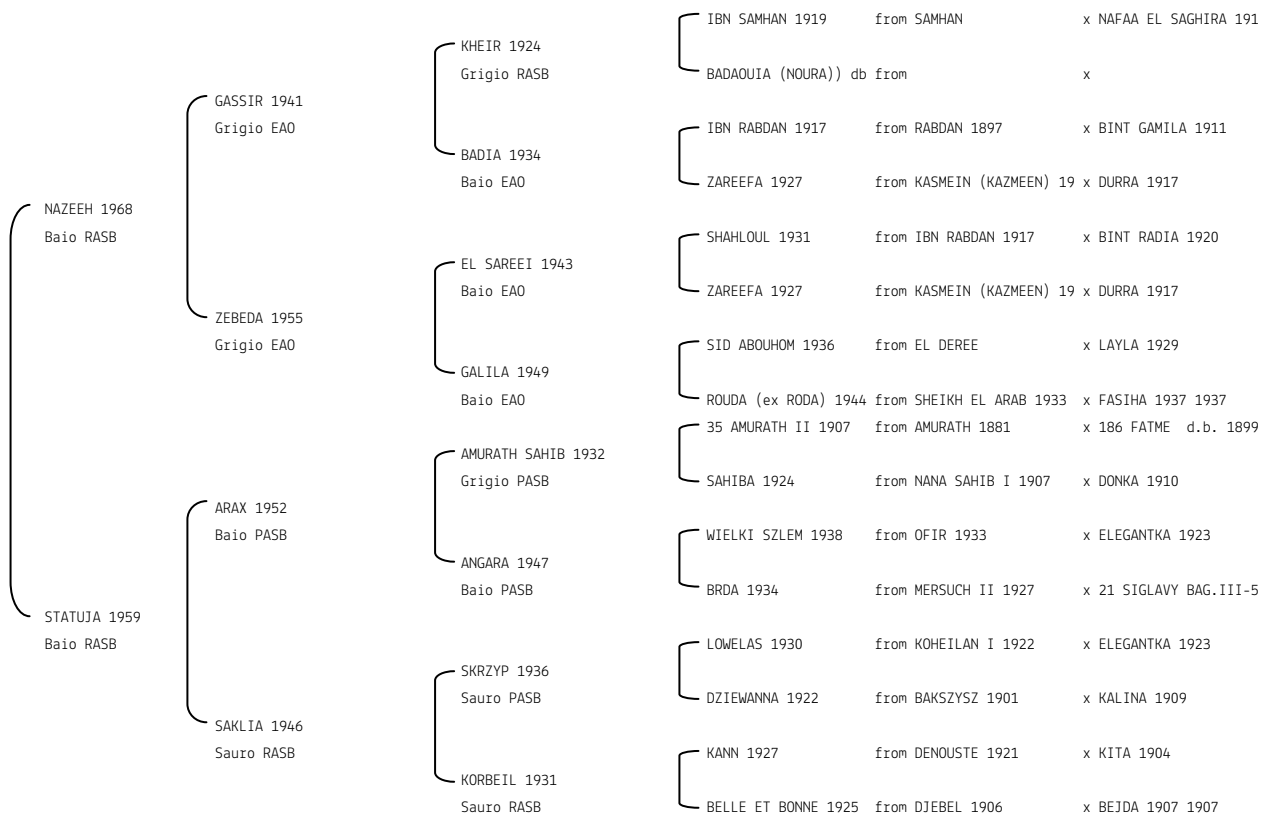 IBN SAMHAN 1919 from SAMHAN x NAFAA EL SAGHIRA 191
KHEIR 1924
Grigio RASB BADAOUIA (NOURA)) db from x
GASSIR 1941
Grigio EAO IBN RABDAN 1917 from RABDAN 1897 x BINT GAMILA 1911
BADIA 1934
Baio EAO ZAREEFA 1927 from KASMEIN (KAZMEEN) 19 x DURRA 1917
NAZEEH 1968
Baio RASB SHAHLOUL 1931 from IBN RABDAN 1917 x BINT RADIA 1920
EL SAREEI 1943
Baio EAO ZAREEFA 1927 from KASMEIN (KAZMEEN) 19 x DURRA 1917
ZEBEDA 1955
Grigio EAO SID ABOUHOM 1936 from EL DEREE x LAYLA 1929
GALILA 1949
Baio EAO ROUDA (ex RODA) 1944 from SHEIKH EL ARAB 1933 x FASIHA 1937 1937
35 AMURATH II 1907 from AMURATH 1881 x 186 FATME d.b. 1899
AMURATH SAHIB 1932
Grigio PASB SAHIBA 1924 from NANA SAHIB I 1907 x DONKA 1910
ARAX 1952
Baio PASB WIELKI SZLEM 1938 from OFIR 1933 x ELEGANTKA 1923
ANGARA 1947
Baio PASB BRDA 1934 from MERSUCH II 1927 x 21 SIGLAVY BAG.III-5
STATUJA 1959
Baio RASB LOWELAS 1930 from KOHEILAN I 1922 x ELEGANTKA 1923
SKRZYP 1936
Sauro PASB DZIEWANNA 1922 from BAKSZYSZ 1901 x KALINA 1909
SAKLIA 1946
Sauro RASB KANN 1927 from DENOUSTE 1921 x KITA 1904
KORBEIL 1931
Sauro RASB BELLE ET BONNE 1925 from DJEBEL 1906 x BEJDA 1907 1907